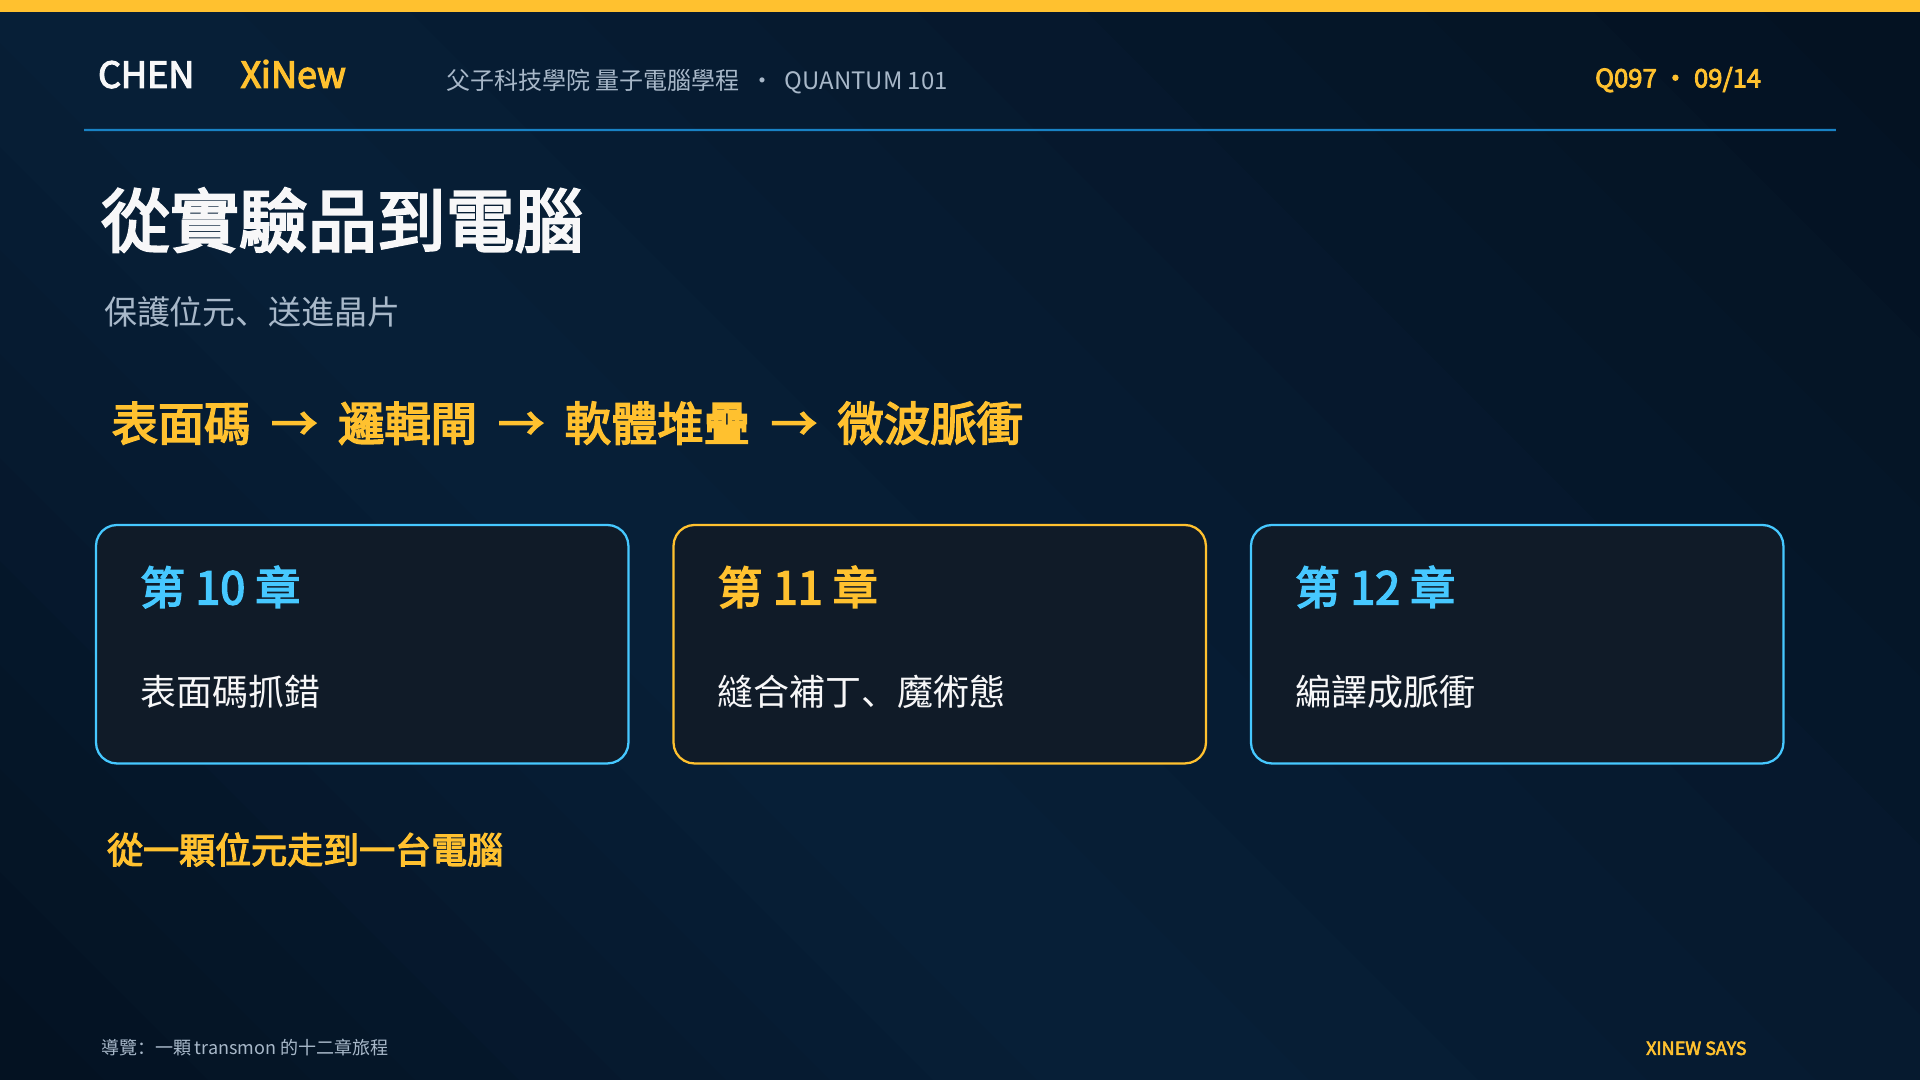 CHEN XiNew 父子科技學院 量子電腦學程 · QUANTUM 101 Q097 · 09/14
從實驗品到電腦
保護位元、送進晶片
表面碼 → 邏輯閘 → 軟體堆疊 → 微波脈衝
第 10 章
表面碼抓錯
第 11 章
縫合補丁、魔術態
第 12 章
編譯成脈衝
從一顆位元走到一台電腦
導覽：一顆 transmon 的十二章旅程
XINEW SAYS